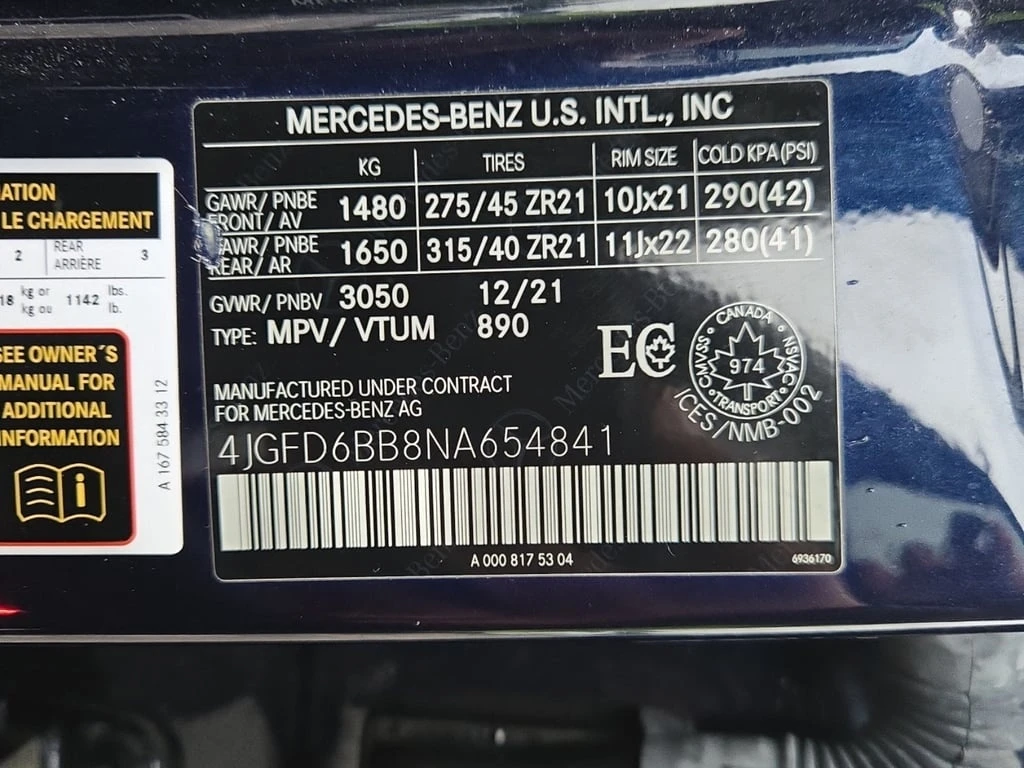 ATION
LE CHARGEMENT
2 REAR ARRIÈRE 3
18 kg or kg ou 1142 lbs. lb.
SEE OWNER´S
MANUAL FOR
ADDITIONAL
INFORMATION
i
A 167 584 33 12
MERCEDES-BENZ U.S. INTL., INC
KG TIRES RIM SIZE COLD KPA (PSI)
GAWR/ PNBE FRONT/ AV 1480 275/45 ZR21 10Jx21 290(42)
GAWR/ PNBE REAR/ AR 1650 315/40 ZR21 11Jx22 280(41)
GVWR/ PNBV 3050 12/21
TYPE: MPV/ VTUM 890
EC
CANADA
CMVSS
974
NSVAC
TRANSPORT
ICES/NMB-002
MANUFACTURED UNDER CONTRACT
FOR MERCEDES-BENZ AG
4JGFD6BB8NA654841
A 000 817 53 04
6936170